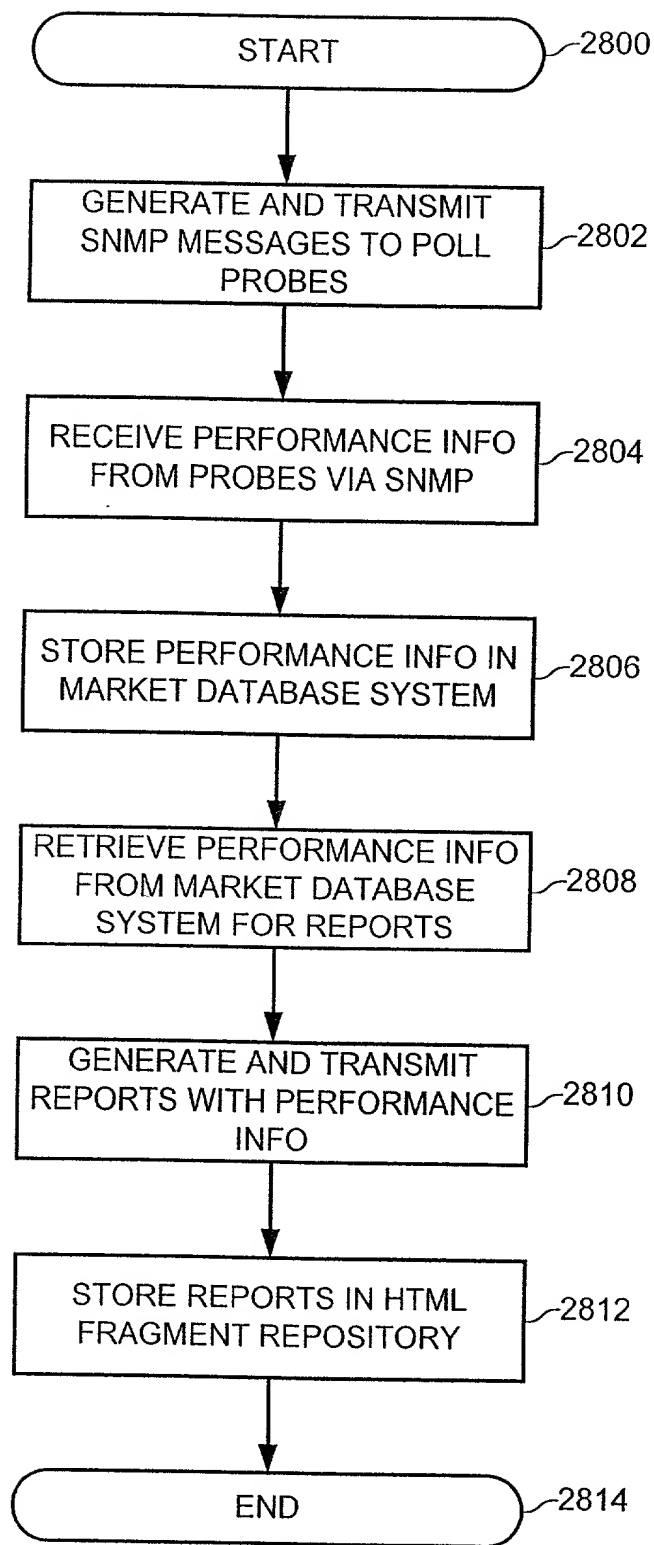 START
2800
GENERATE AND TRANSMIT
SNMP MESSAGES TO POLL
PROBES
2802
RECEIVE PERFORMANCE INFO
FROM PROBES VIA SNMP
2804
STORE PERFORMANCE INFO IN
MARKET DATABASE SYSTEM
2806
RETRIEVE PERFORMANCE INFO
FROM MARKET DATABASE
SYSTEM FOR REPORTS
2808
GENERATE AND TRANSMIT
REPORTS WITH PERFORMANCE
INFO
2810
STORE REPORTS IN HTML
FRAGMENT REPOSITORY
2812
END
2814